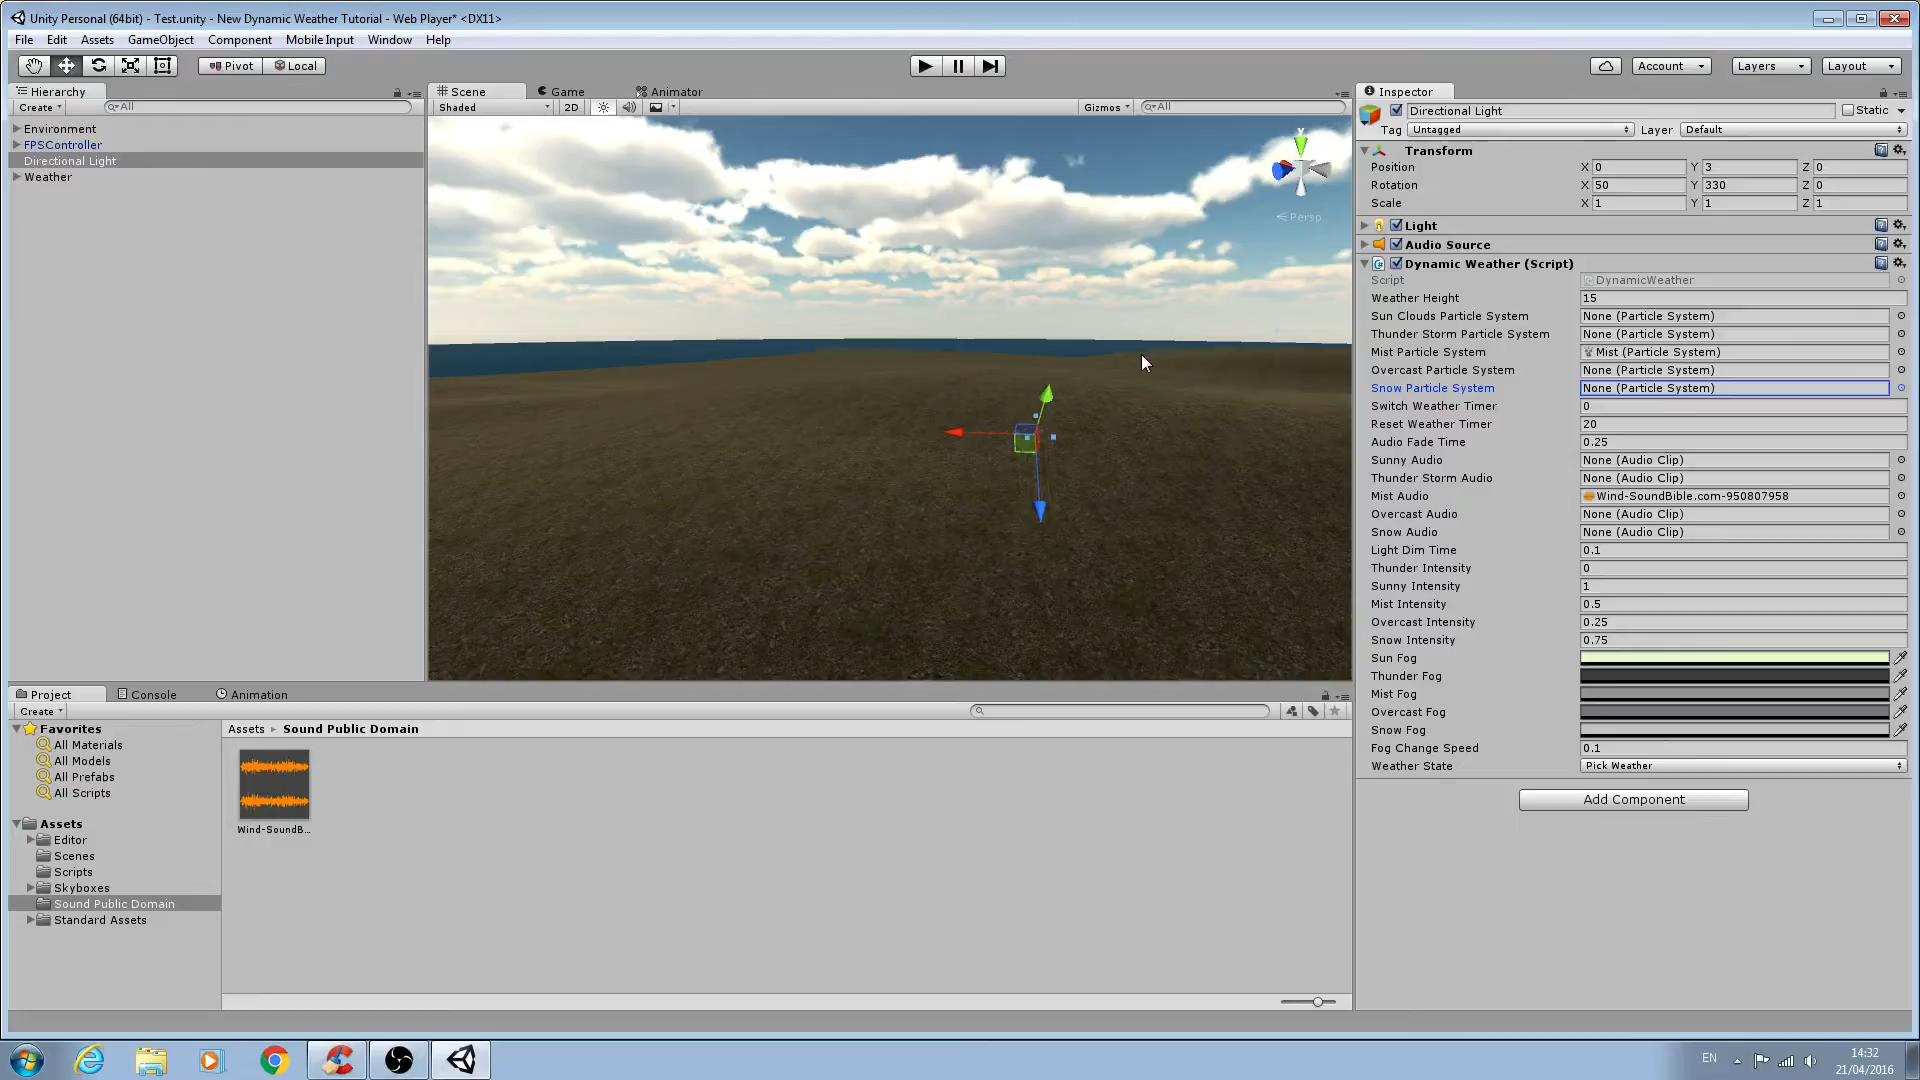 Unity Personal (64bit) - Test.unity - New Dynamic Weather Tutorial - Web Player* <DX11>
File Edit Assets GameObject Component Mobile Input Window Help
Pivot Local Account Layers Layout
Hierarchy
Create All
Environment
FPSController
Directional Light
Weather
Scene Game Animator
Shaded 2D Gizmos All
y
Persp
Inspector
Directional Light Static
Tag Untagged Layer Default
Transform
Position X 0 Y 3 Z 0
Rotation X 50 Y 330 Z 0
Scale X 1 Y 1 Z 1
Light
Audio Source
Dynamic Weather (Script)
Script DynamicWeather
Weather Height 15
Sun Clouds Particle System None (Particle System)
Thunder Storm Particle System None (Particle System)
Mist Particle System Mist (Particle System)
Overcast Particle System None (Particle System)
Snow Particle System None (Particle System)
Switch Weather Timer 0
Reset Weather Timer 20
Audio Fade Time 0.25
Sunny Audio None (Audio Clip)
Thunder Storm Audio None (Audio Clip)
Mist Audio Wind-SoundBible.com-950807958
Overcast Audio None (Audio Clip)
Snow Audio None (Audio Clip)
Light Dim Time 0.1
Thunder Intensity 0
Sunny Intensity 1
Mist Intensity 0.5
Overcast Intensity 0.25
Snow Intensity 0.75
Sun Fog
Thunder Fog
Mist Fog
Overcast Fog
Snow Fog
Fog Change Speed 0.1
Weather State Pick Weather
Add Component
Project Console Animation
Create
Favorites
All Materials
All Models
All Prefabs
All Scripts
Assets
Editor
Scenes
Scripts
Skyboxes
Sound Public Domain
Standard Assets
Assets Sound Public Domain
Wind-SoundB...
EN
14:32
21/04/2016